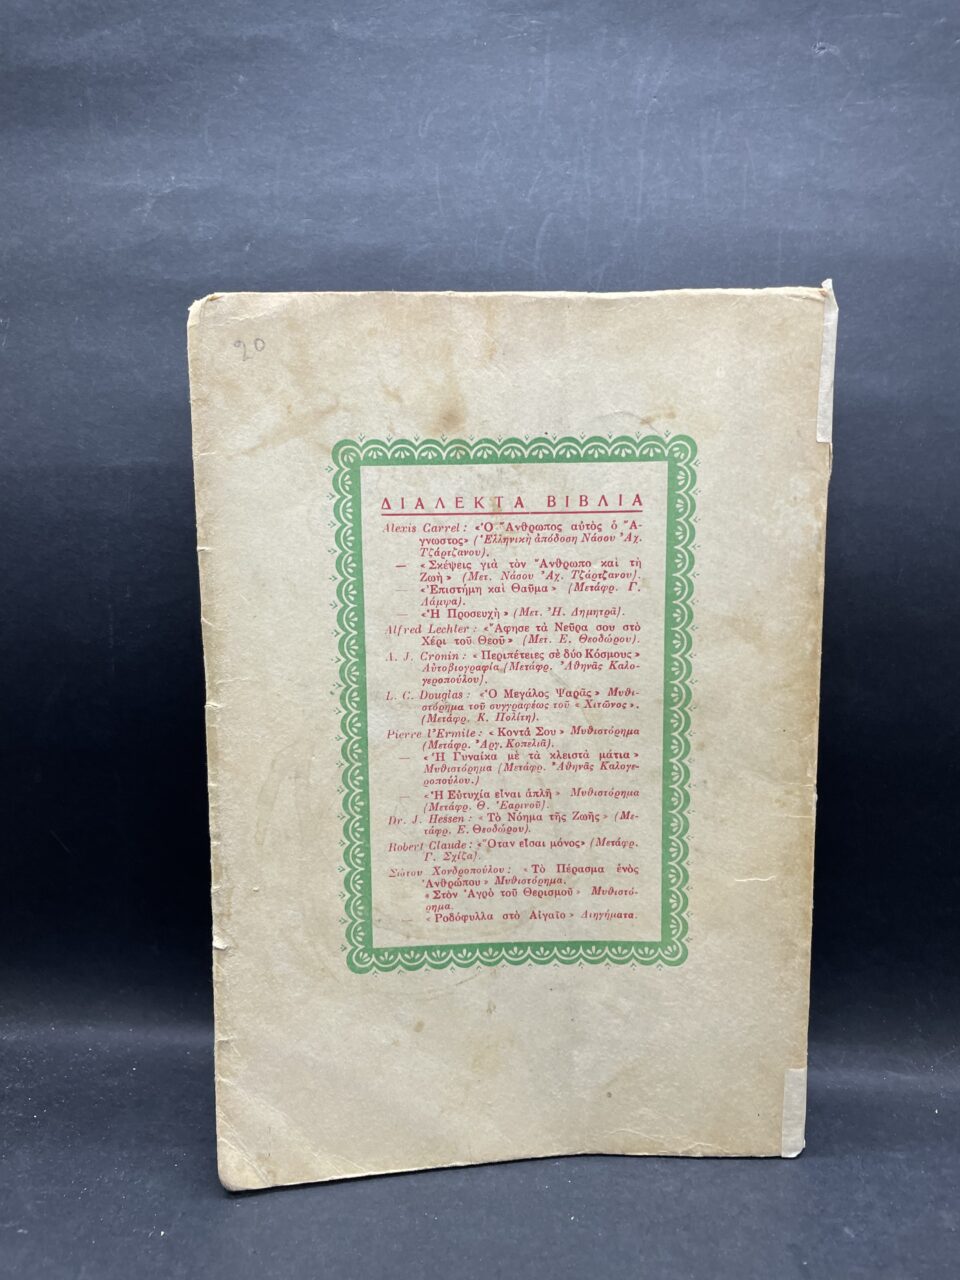 20
ΔΙΑΛΕΚΤΑ ΒΙΒΛΙΑ
Alexis Carrel: «Ὁ Ἄνθρωπος αὐτὸς ὁ Ἄ-
γνωστος» (Ἑλληνικὴ ἀπόδοση Νάσου Ἀχ.
Τζάρτζανου).
— «Σκέψεις γιὰ τὸν Ἄνθρωπο καὶ τὴ
Ζωὴ» (Μετ. Νάσου Ἀχ. Τζάρτζανου).
— «Ἐπιστήμη καὶ Θαῦμα» (Μετάφρ. Γ.
Λάμψα).
— «Ἡ Προσευχὴ» (Μετ. Ἠ. Δημητρᾶ).
Alfred Lechler: «Ἄφησε τὰ Νεῦρα σου στὸ
Χέρι τοῦ Θεοῦ» (Μετ. Ε. Θεοδώρου).
A. J. Cronin: «Περιπέτειες σὲ δύο Κόσμους»
Αὐτοβιογραφία (Μετάφρ. Ἀθηνᾶς Καλο-
γεροπούλου).
L. C. Douglas: «Ὁ Μεγάλος Ψαρᾶς» Μυθι-
στόρημα τοῦ συγγραφέως τοῦ «Χιτῶνος».
(Μετάφρ. Κ. Πολίτη).
Pierre l'Ermite: «Κοντά Σου» Μυθιστόρημα
(Μετάφρ. Ἀργ. Κοπελιᾶ).
— «Ἡ Γυναίκα μὲ τὰ κλειστὰ μάτια»
Μυθιστόρημα (Μετάφρ. Ἀθηνᾶς Καλογε-
ροπούλου.)
— «Ἡ Εὐτυχία εἶναι ἁπλῆ» Μυθιστόρημα
(Μετάφρ. Θ. Ἐαρινοῦ).
Dr. J. Hessen: «Τὸ Νόημα τῆς Ζωῆς» (Με-
τάφρ. Ε. Θεοδώρου).
Robert Claude: «Ὅταν εἶσαι μόνος» (Μετάφρ.
Γ. Σχίζα).
Σώτου Χονδροπούλου: «Τὸ Πέρασμα ἑνὸς
Ἀνθρώπου» Μυθιστόρημα.
«Στὸν Ἀγρὸ τοῦ Θερισμοῦ» Μυθιστό-
ρημα.
— «Ροδόφυλλα στὸ Αἰγαῖο» Διηγήματα.